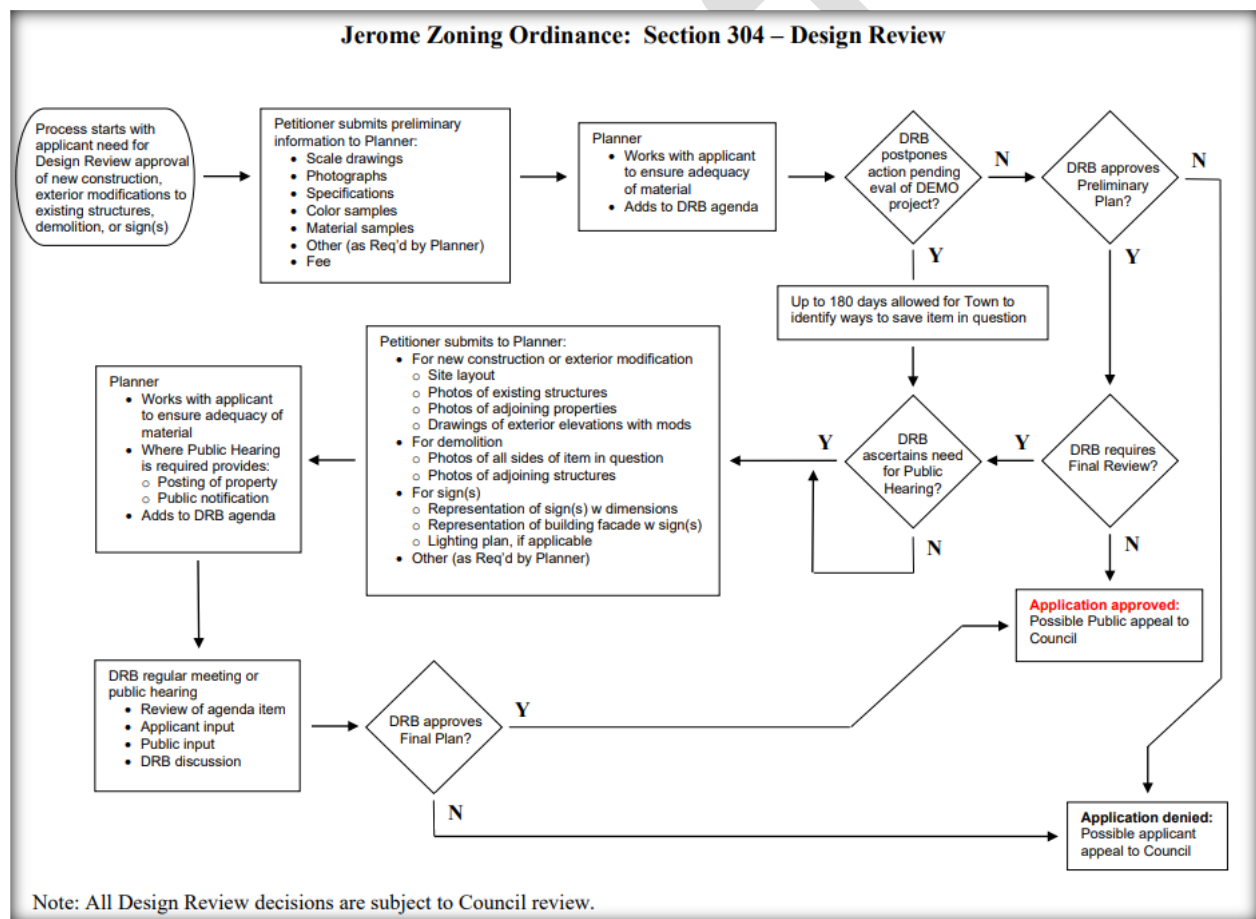 Jerome Zoning Ordinance: Section 304 – Design Review
Process starts with
applicant need for
Design Review approval
of new construction,
exterior modifications to
existing structures,
demolition, or sign(s)
Petitioner submits preliminary
information to Planner:
• Scale drawings
• Photographs
• Specifications
• Color samples
• Material samples
• Other (as Req'd by Planner)
• Fee
Planner
• Works with applicant
to ensure adequacy
of material
• Adds to DRB agenda
DRB
postpones
action pending
eval of DEMO
project?
N
Y
DRB approves
Preliminary
Plan?
N
Y
Up to 180 days allowed for Town to
identify ways to save item in question
DRB requires
Final Review?
Y
N
DRB
ascertains need
for Public
Hearing?
Y
N
Petitioner submits to Planner:
• For new construction or exterior modification
o Site layout
o Photos of existing structures
o Photos of adjoining properties
o Drawings of exterior elevations with mods
• For demolition
o Photos of all sides of item in question
o Photos of adjoining structures
• For sign(s)
o Representation of sign(s) w dimensions
o Representation of building facade w sign(s)
o Lighting plan, if applicable
• Other (as Req'd by Planner)
Planner
• Works with applicant
to ensure adequacy of
material
• Where Public Hearing
is required provides:
o Posting of property
o Public notification
• Adds to DRB agenda
DRB regular meeting or
public hearing
• Review of agenda item
• Applicant input
• Public input
• DRB discussion
DRB approves
Final Plan?
Y
N
Application approved:
Possible Public appeal to
Council
Application denied:
Possible applicant
appeal to Council
Note: All Design Review decisions are subject to Council review.